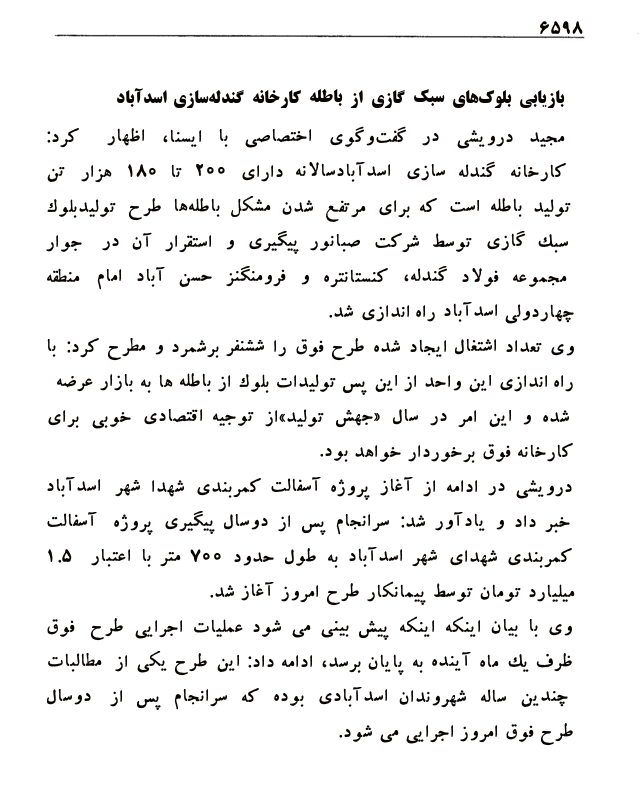 ۶۵۹۸
بازیابی بلوک‌های سبک گازی از باطله کارخانه گندله‌سازی اسدآباد
مجید درویشی در گفت‌وگوی اختصاصی با ایسنا، اظهار کرد:
کارخانه گندله سازی اسدآبادسالانه دارای ۲۰۰ تا ۱۸۰ هزار تن
تولید باطله است که برای مرتفع شدن مشکل باطله‌ها طرح تولیدبلوك
سبك گازی توسط شرکت صبانور پیگیری و استقرار آن در جوار
مجموعه فولاد گندله، کنستانتره و فرومنگنز حسن آباد امام منطقه
چهاردولی اسدآباد راه اندازی شد.
وی تعداد اشتغال ایجاد شده طرح فوق را ششنفر برشمرد و مطرح کرد: با
راه اندازی این واحد از این پس تولیدات بلوك از باطله ها به بازار عرضه
شده و این امر در سال «جهش تولید»از توجیه اقتصادی خوبی برای
کارخانه فوق برخوردار خواهد بود.
درویشی در ادامه از آغاز پروژه آسفالت کمربندی شهدا شهر اسدآباد
خبر داد و یادآور شد: سرانجام پس از دوسال پیگیری پروژه آسفالت
کمربندی شهدای شهر اسدآباد به طول حدود ۷۰۰ متر با اعتبار ۱.۵
میلیارد تومان توسط پیمانکار طرح امروز آغاز شد.
وی با بیان اینکه اینکه پیش بینی می شود عملیات اجرایی طرح فوق
ظرف یك ماه آینده به پایان برسد، ادامه داد: این طرح یکی از مطالبات
چندین ساله شهروندان اسدآبادی بوده که سرانجام پس از دوسال
طرح فوق امروز اجرایی می شود.